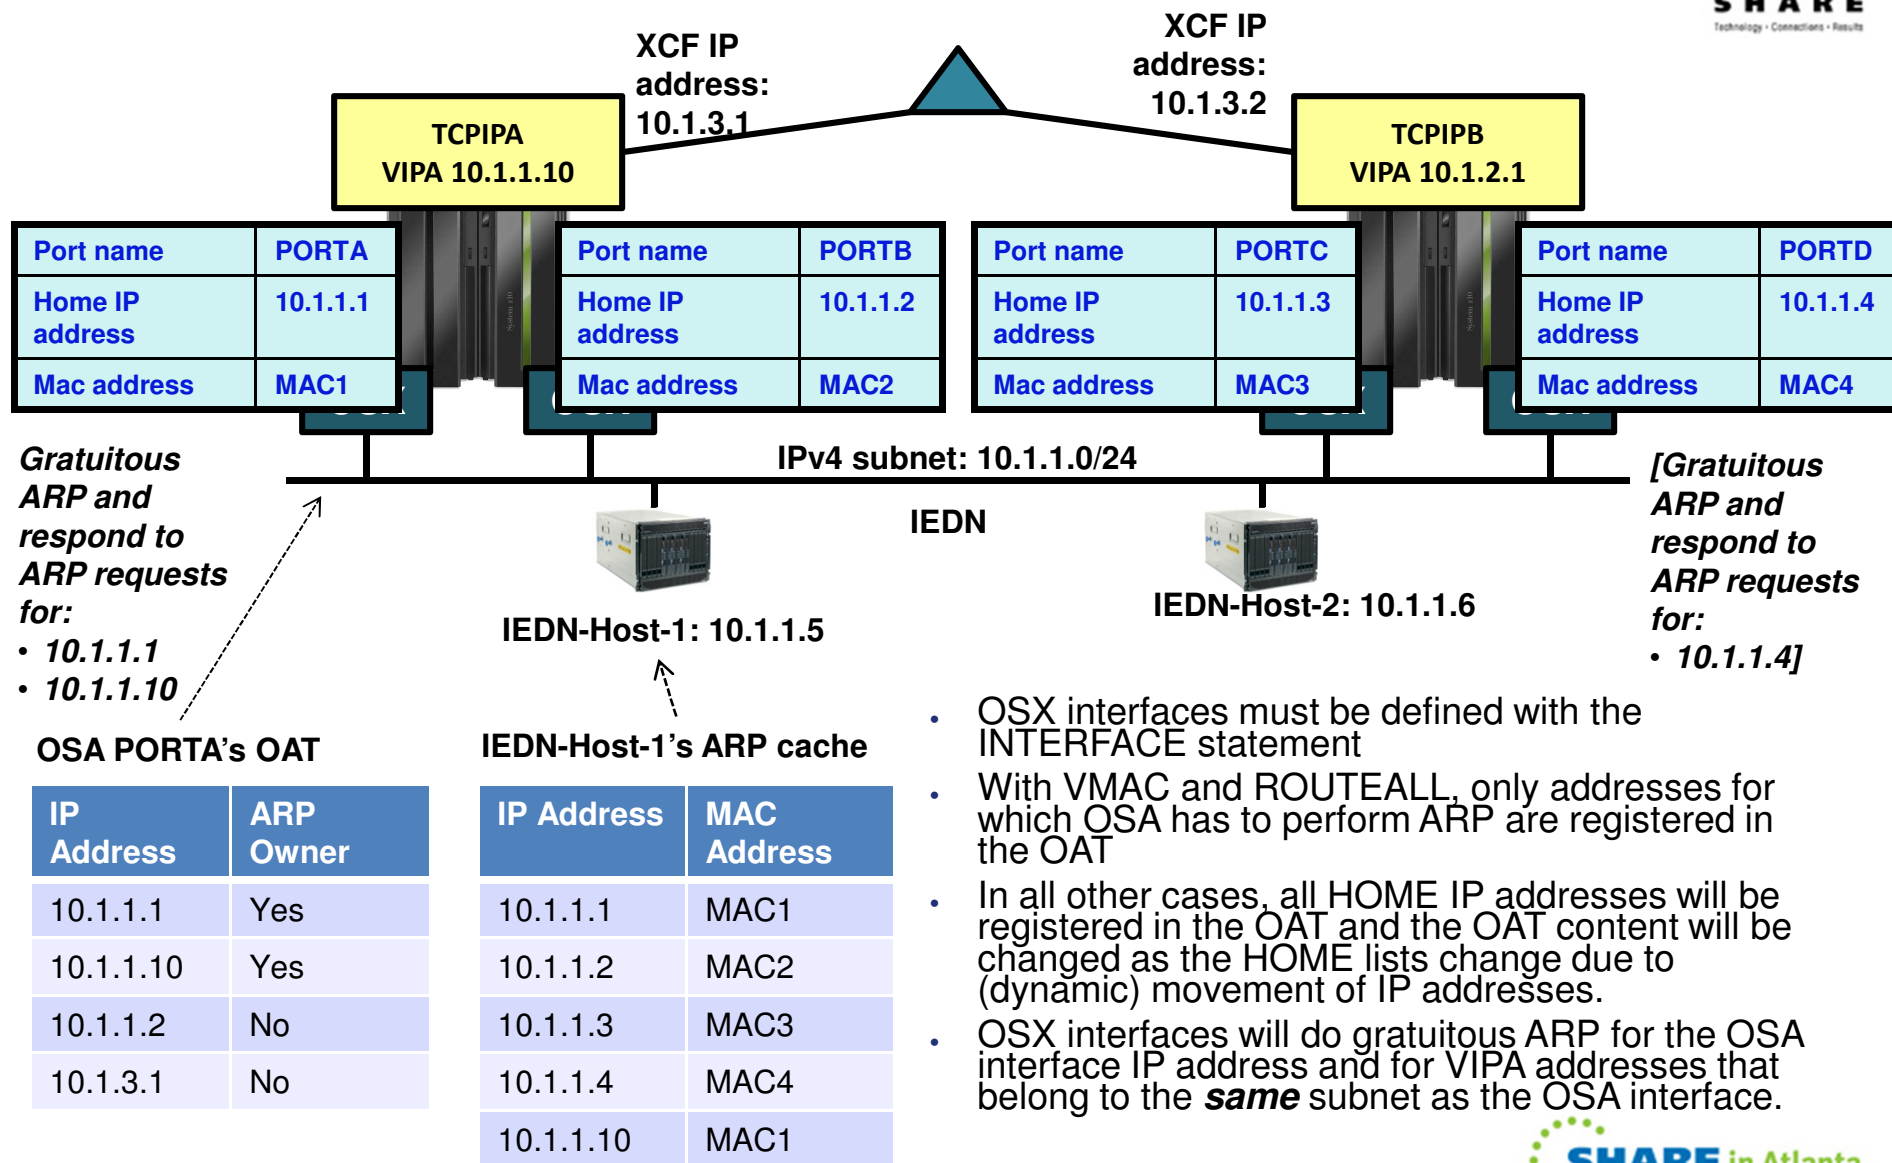 SHARE
Technology • Connections • Results
XCF IP
address:
10.1.3.1
XCF IP
address:
10.1.3.2
TCPIPA
VIPA 10.1.1.10
TCPIPB
VIPA 10.1.2.1
Port name PORTA
Home IP
address 10.1.1.1
Mac address MAC1
Port name PORTB
Home IP
address 10.1.1.2
Mac address MAC2
Port name PORTC
Home IP
address 10.1.1.3
Mac address MAC3
Port name PORTD
Home IP
address 10.1.1.4
Mac address MAC4
System z10
System z10
IPv4 subnet: 10.1.1.0/24
IEDN
Gratuitous
ARP and
respond to
ARP requests
for:
• 10.1.1.1
• 10.1.1.10
[Gratuitous
ARP and
respond to
ARP requests
for:
• 10.1.1.4]
IEDN-Host-1: 10.1.1.5
IEDN-Host-2: 10.1.1.6
OSA PORTA’s OAT
IP
Address
ARP
Owner
10.1.1.1 Yes
10.1.1.10 Yes
10.1.1.2 No
10.1.3.1 No
IEDN-Host-1’s ARP cache
IP Address
MAC
Address
10.1.1.1 MAC1
10.1.1.2 MAC2
10.1.1.3 MAC3
10.1.1.4 MAC4
10.1.1.10 MAC1
• OSX interfaces must be defined with the
INTERFACE statement
• With VMAC and ROUTEALL, only addresses for
which OSA has to perform ARP are registered in
the OAT
• In all other cases, all HOME IP addresses will be
registered in the OAT and the OAT content will be
changed as the HOME lists change due to
(dynamic) movement of IP addresses.
• OSX interfaces will do gratuitous ARP for the OSA
interface IP address and for VIPA addresses that
belong to the same subnet as the OSA interface.
SHARE in Atlanta